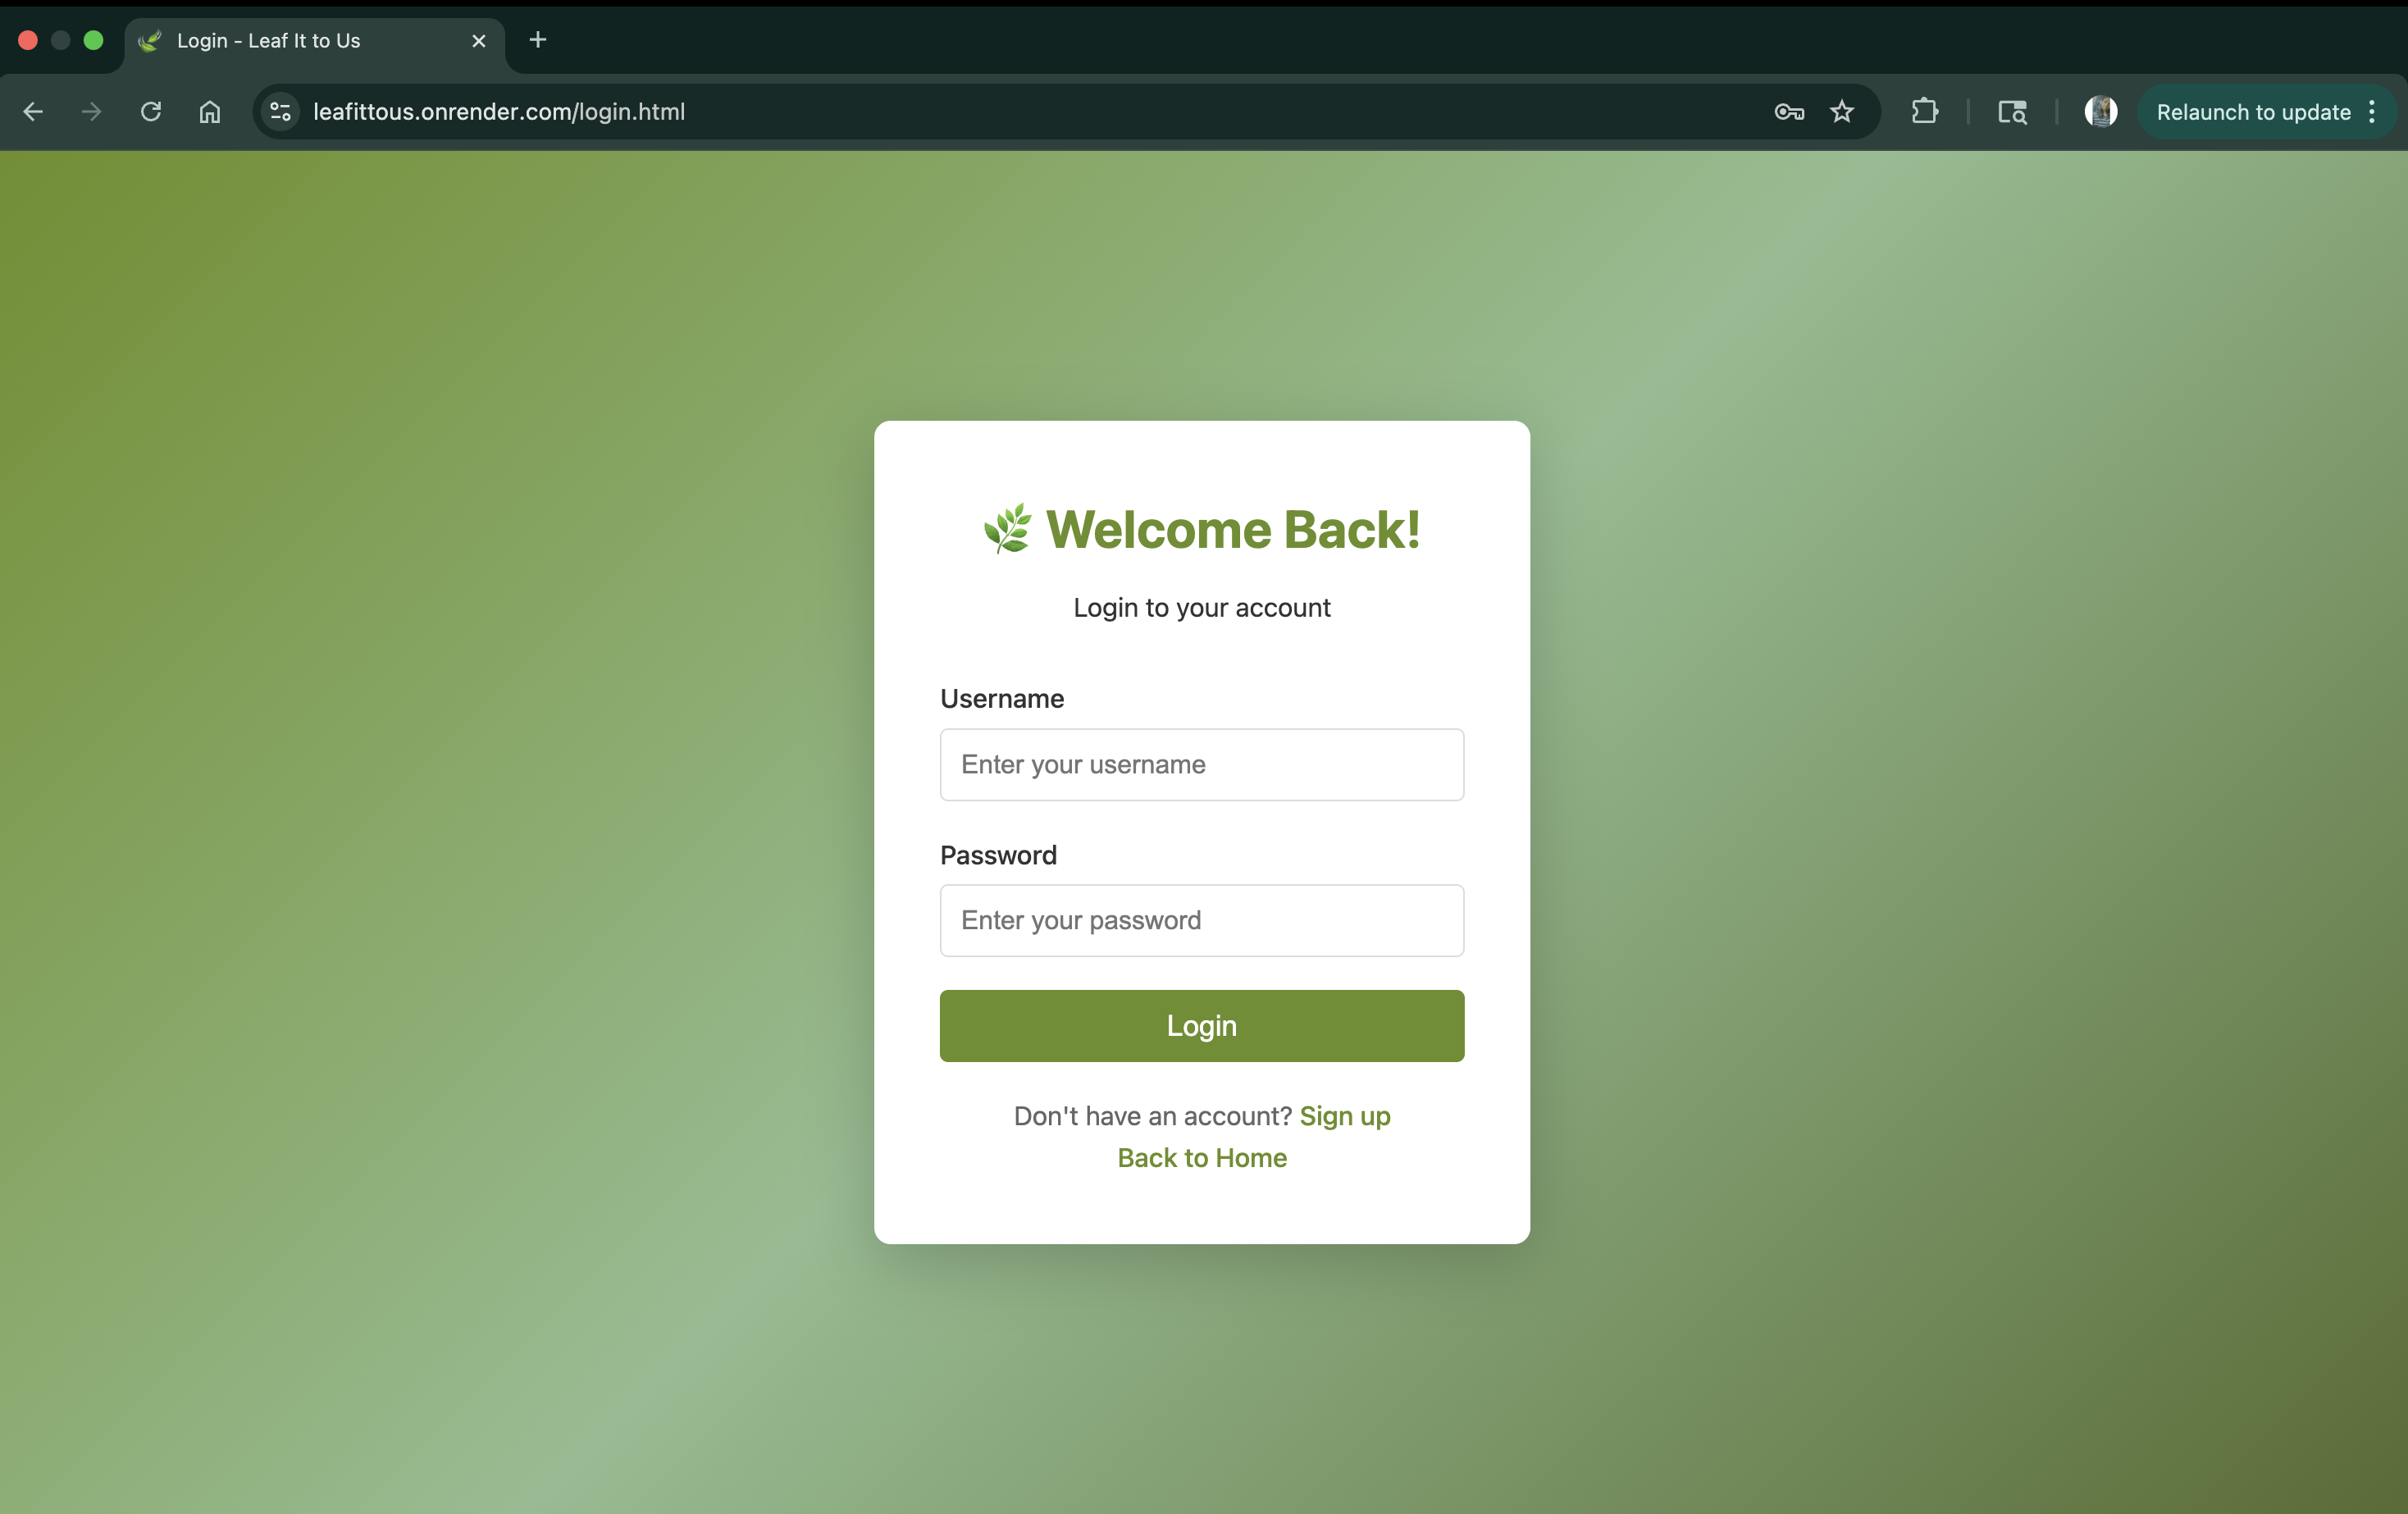 Login - Leaf It to Us
leafittous.onrender.com/login.html
Relaunch to update
Welcome Back!
Login to your account
Username
Enter your username
Password
Enter your password
Login
Don't have an account? Sign up
Back to Home